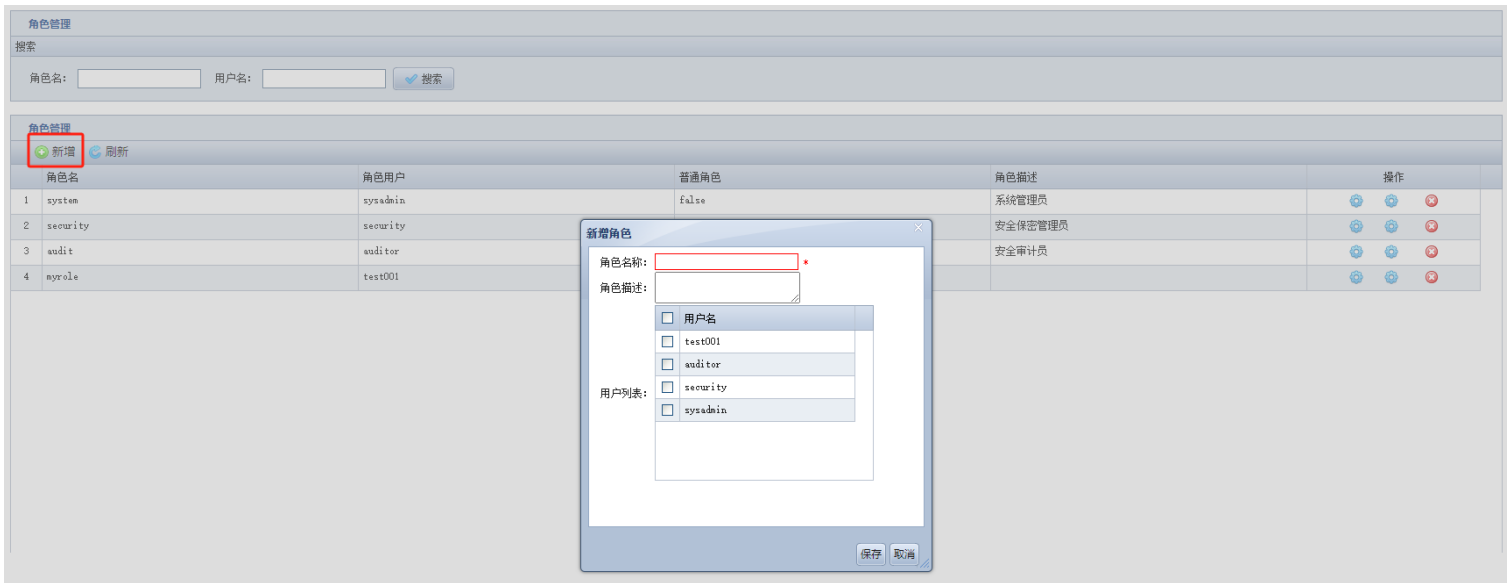 角色管理
搜索
角色名: 用户名: 搜索
角色管理
新增 刷新
角色名 角色用户 普通角色 角色描述 操作
1 system sysadmin false 系统管理员
2 security security 安全保密管理员
3 audit auditor 安全审计员
4 myrole test001
新增角色
角色名称: *
角色描述:
用户名
test001
auditor
用户列表: security
sysadmin
保存 取消